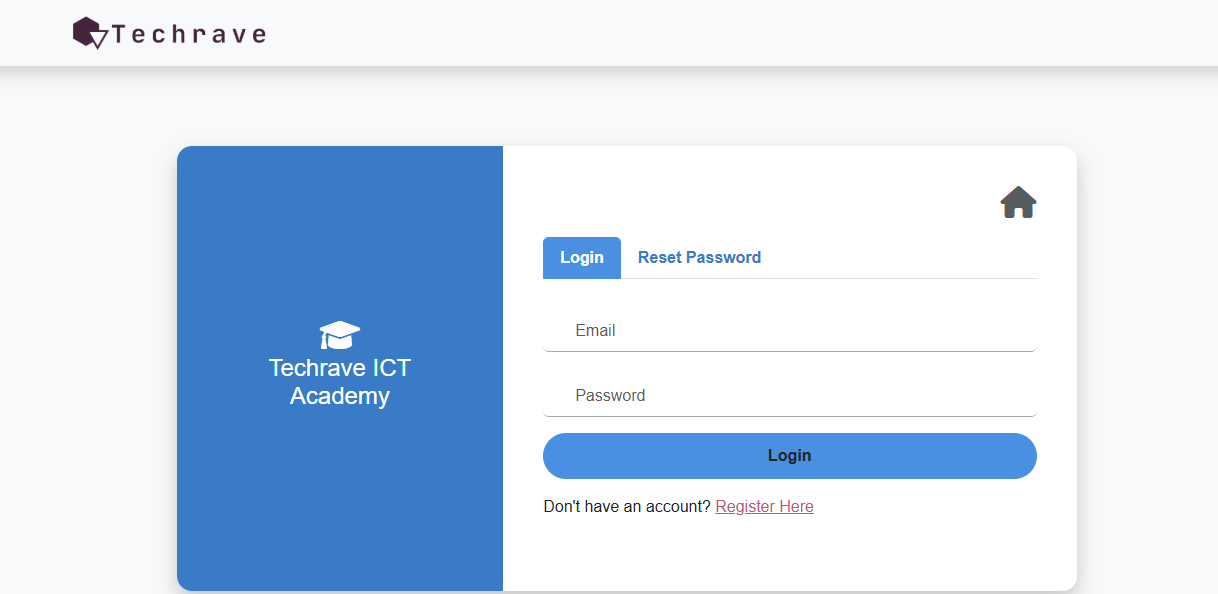 Techrave
Techrave ICT
Academy
Login
Reset Password
Email
Password
Login
Don't have an account? Register Here